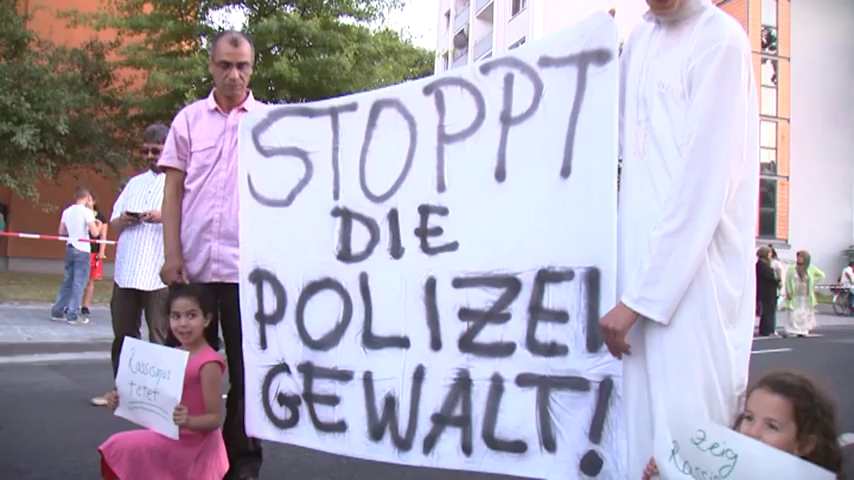 STOPPT
DIE
POLIZEI
GEWALT!
Rassismus
tötet
zeig